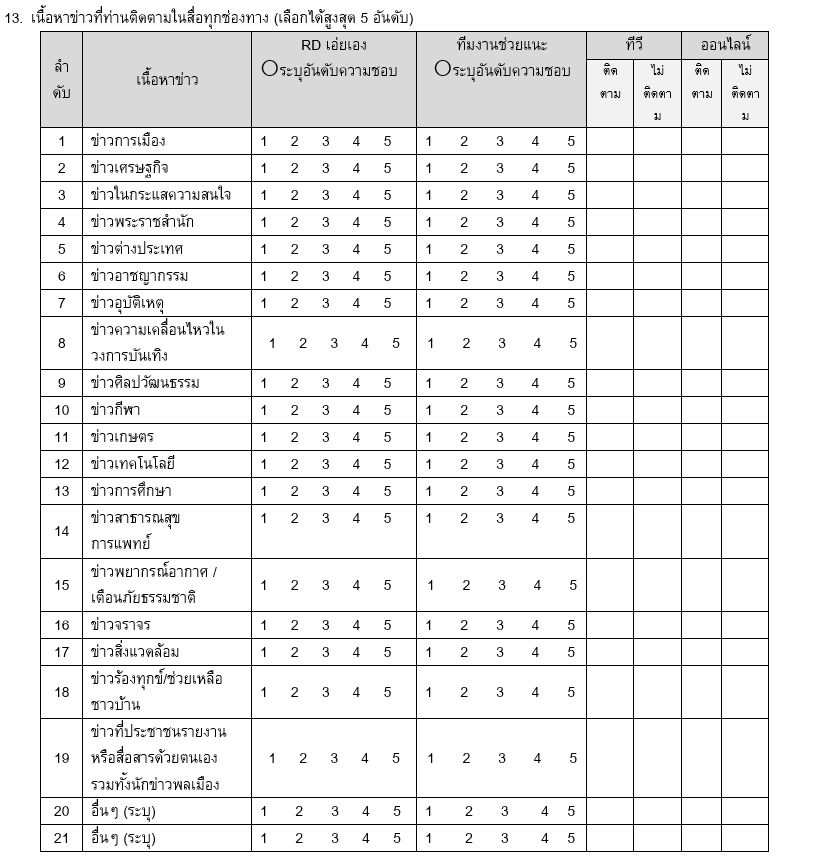 13. เนื้อหาข่าวที่ท่านติดตามในสื่อทุกช่องทาง (เลือกได้สูงสุด 5 อันดับ)
ลำดับ เนื้อหาข่าว RD เอ่ยเอง ○ระบุอันดับความชอบ ทีมงานช่วยแนะ ○ระบุอันดับความชอบ ทีวี ออนไลน์
ติดตาม ไม่ติดตาม ติดตาม ไม่ติดตาม
1 ข่าวการเมือง 1 2 3 4 5 1 2 3 4 5
2 ข่าวเศรษฐกิจ 1 2 3 4 5 1 2 3 4 5
3 ข่าวในกระแสความสนใจ 1 2 3 4 5 1 2 3 4 5
4 ข่าวพระราชสำนัก 1 2 3 4 5 1 2 3 4 5
5 ข่าวต่างประเทศ 1 2 3 4 5 1 2 3 4 5
6 ข่าวอาชญากรรม 1 2 3 4 5 1 2 3 4 5
7 ข่าวอุบัติเหตุ 1 2 3 4 5 1 2 3 4 5
8 ข่าวความเคลื่อนไหวใน
วงการบันเทิง 1 2 3 4 5 1 2 3 4 5
9 ข่าวศิลปวัฒนธรรม 1 2 3 4 5 1 2 3 4 5
10 ข่าวกีฬา 1 2 3 4 5 1 2 3 4 5
11 ข่าวเกษตร 1 2 3 4 5 1 2 3 4 5
12 ข่าวเทคโนโลยี 1 2 3 4 5 1 2 3 4 5
13 ข่าวการศึกษา 1 2 3 4 5 1 2 3 4 5
14 ข่าวสาธารณสุข 1 2 3 4 5 1 2 3 4 5
การแพทย์
15 ข่าวพยากรณ์อากาศ /
เตือนภัยธรรมชาติ 1 2 3 4 5 1 2 3 4 5
16 ข่าวจราจร 1 2 3 4 5 1 2 3 4 5
17 ข่าวสิ่งแวดล้อม 1 2 3 4 5 1 2 3 4 5
18 ข่าวร้องทุกข์/ช่วยเหลือ
ชาวบ้าน 1 2 3 4 5 1 2 3 4 5
ข่าวที่ประชาชนรายงาน
19 หรือสื่อสารด้วยตนเอง 1 2 3 4 5 1 2 3 4 5
รวมทั้งนักข่าวพลเมือง
20 อื่นๆ (ระบุ) 1 2 3 4 5 1 2 3 4 5
21 อื่นๆ (ระบุ) 1 2 3 4 5 1 2 3 4 5